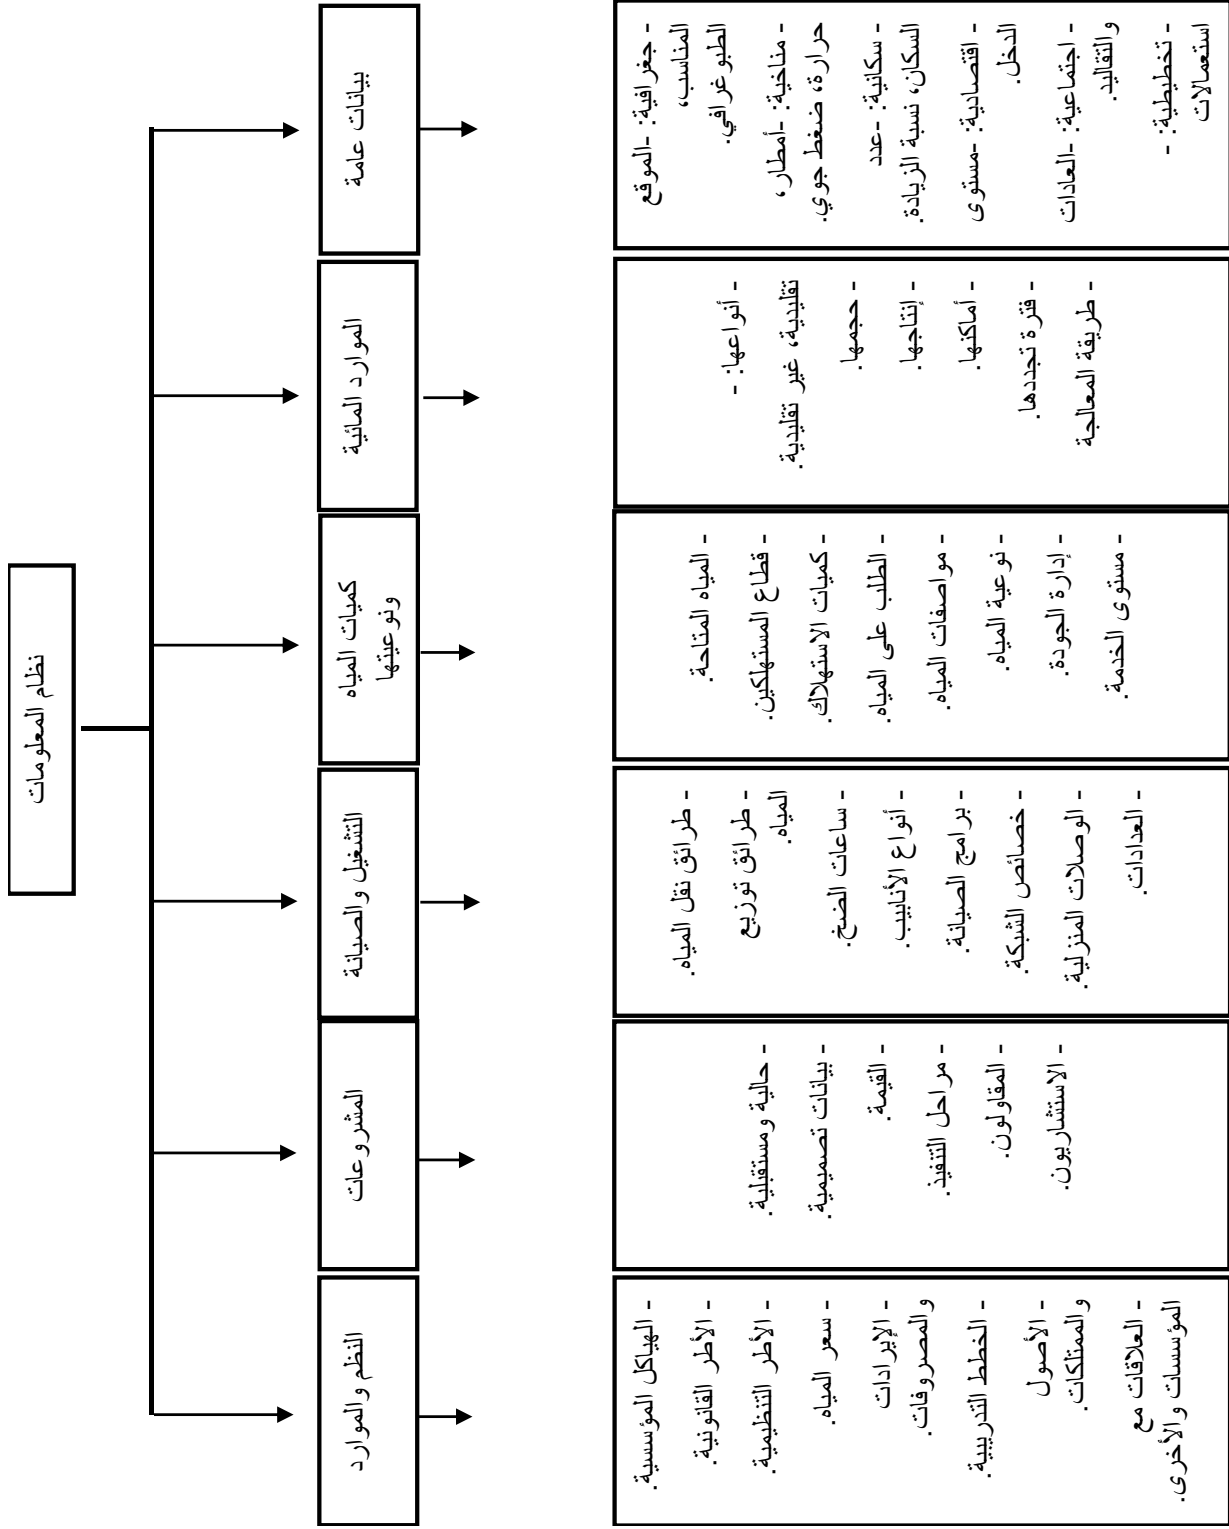 نظام المعلومات
بيانات عامة
- جغرافية: -الموقع
المناسب،
الطبوغرافي.
- مناخية: -أمطار،
حرارة، ضغط جوي.
- سكانية: -عدد
السكان، نسبة الزيادة.
- اقتصادية: -مستوى
الدخل.
- اجتماعية: -العادات
والتقاليد.
- تخطيطية: -
استعمالات
الموارد المائية
- أنواعها: -
تقليدية، غير تقليدية.
- حجمها.
- إنتاجها.
- أماكنها.
- فترة تجددها.
- طريقة المعالجة
كميات المياه
ونوعيتها
- المياه المتاحة.
- قطاع المستهلكين.
- كميات الاستهلاك.
- الطلب على المياه.
- مواصفات المياه.
- نوعية المياه.
- إدارة الجودة.
- مستوى الخدمة.
التشغيل والصيانة
- طرائق نقل المياه.
- طرائق توزيع
المياه.
- ساعات الضخ.
- أنواع الأنابيب.
- برامج الصيانة.
- خصائص الشبكة.
- الوصلات المنزلية.
- العدادات.
المشروعات
- حالية ومستقبلية.
- بيانات تصميمية.
- القيمة.
- مراحل التنفيذ.
- المقاولون.
- الاستشاريون.
النظم والموارد
- الهياكل المؤسسية.
- الأطر القانونية.
- الأطر التنظيمية.
- سعر المياه.
- الإيرادات
والمصروفات.
- الخطط التدريبية.
- الأصول
والممتلكات.
- العلاقات مع
المؤسسات والأخرى.